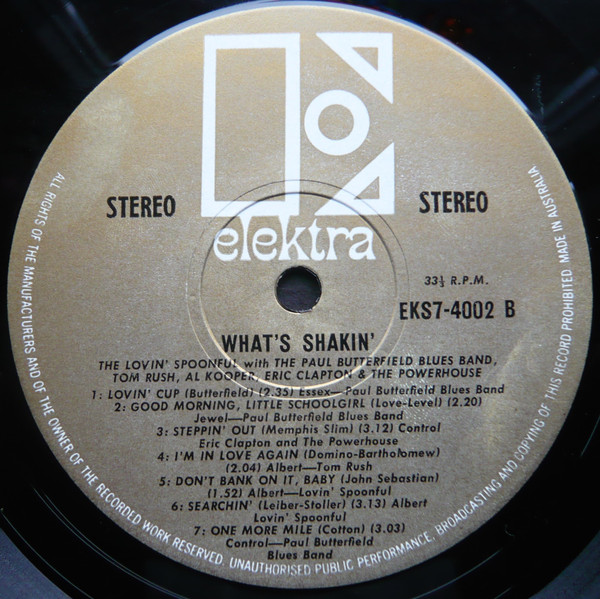 elektra
STEREO
STEREO
33⅓ R.P.M.
EKS7-4002 B
WHAT'S SHAKIN'
THE LOVIN' SPOONFUL with THE PAUL BUTTERFIELD BLUES BAND,
TOM RUSH, AL KOOPER, ERIC CLAPTON & THE POWERHOUSE
1: LOVIN' CUP (Butterfield) (2.35) Essex—Paul Butterfield Blues Band
2: GOOD MORNING, LITTLE SCHOOLGIRL (Love-Level) (2.20)
Jewel—Paul Butterfield Blues Band
3: STEPPIN' OUT (Memphis Slim) (3.12) Control
Eric Clapton and The Powerhouse
4: I'M IN LOVE AGAIN (Domino-Bartholomew)
(2.04) Albert—Tom Rush
5: DON'T BANK ON IT, BABY (John Sebastian)
(1.52) Albert—Lovin' Spoonful
6: SEARCHIN' (Leiber-Stoller) (3.13) Albert
Lovin' Spoonful
7: ONE MORE MILE (Cotton) (3.03)
Control—Paul Butterfield
Blues Band
ALL RIGHTS OF THE MANUFACTURERS AND OF THE OWNER OF THE RECORDED WORK RESERVED. UNAUTHORISED PUBLIC PERFORMANCE, BROADCASTING AND COPYING OF THIS RECORD PROHIBITED. MADE IN AUSTRALIA